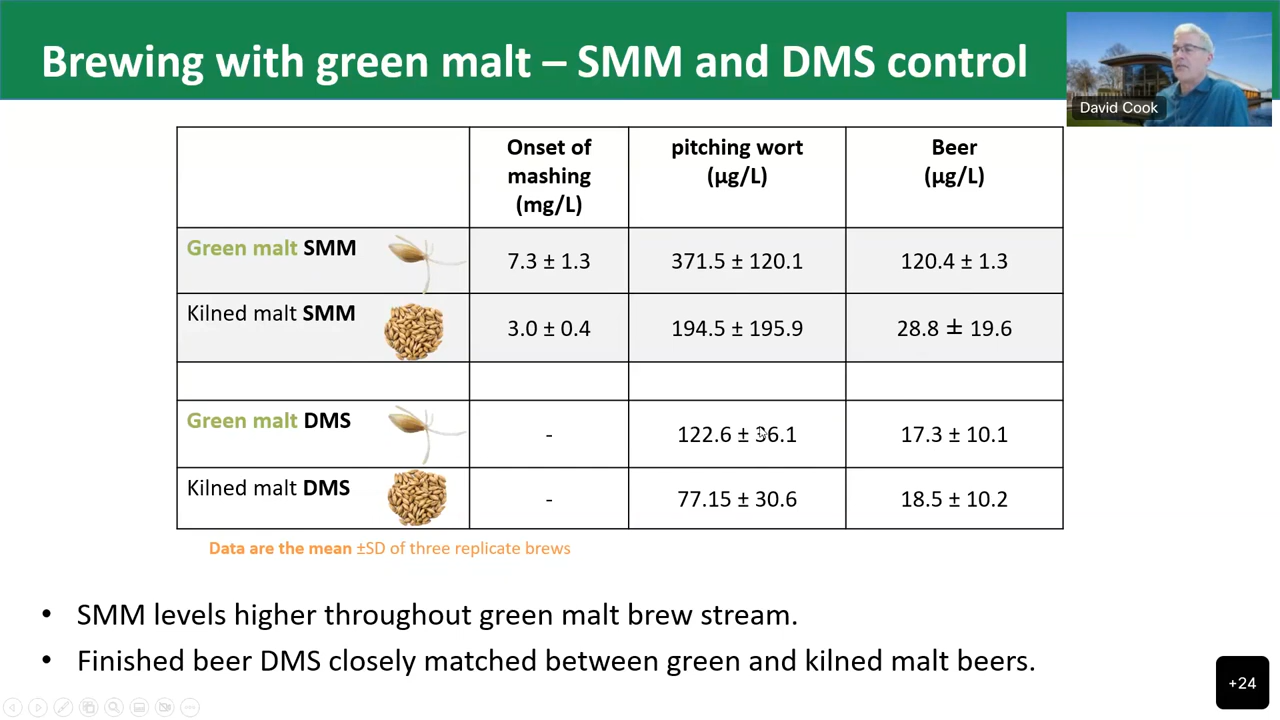 Brewing with green malt – SMM and DMS control
David Cook
Onset of mashing (mg/L)
pitching wort (µg/L)
Beer (µg/L)
Green malt SMM 7.3 ± 1.3 371.5 ± 120.1 120.4 ± 1.3
Kilned malt SMM 3.0 ± 0.4 194.5 ± 195.9 28.8 ± 19.6
Green malt DMS - 122.6 ± 17.3 ± 10.1
Kilned malt DMS - 77.15 ± 30.6 18.5 ± 10.2
Data are the mean ±SD of three replicate brews
• SMM levels higher throughout green malt brew stream.
• Finished beer DMS closely matched between green and kilned malt beers.
+24